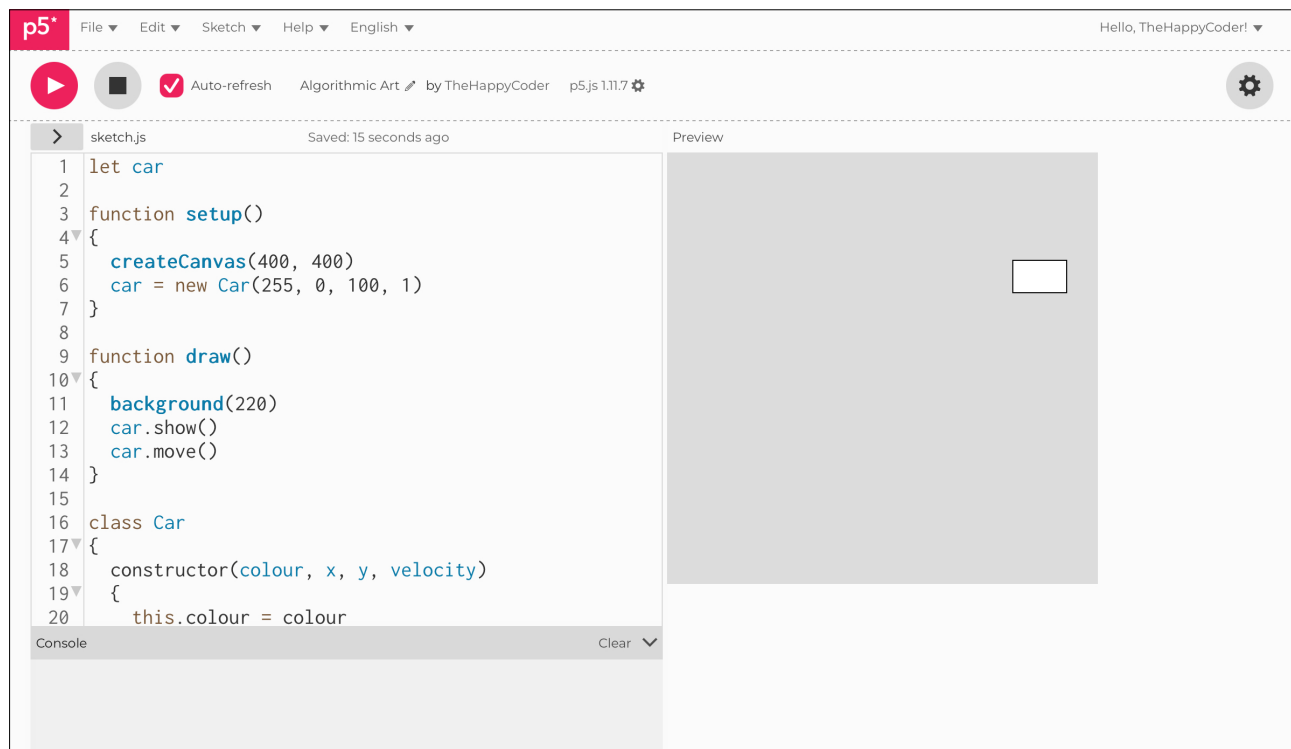 p5* File Edit Sketch Help English Hello, TheHappyCoder!
Auto-refresh Algorithmic Art by TheHappyCoder p5.js 1.11.7
sketch.js Saved: 15 seconds ago Preview
1 let car
2
3 function setup()
4 {
5 createCanvas(400, 400)
6 car = new Car(255, 0, 100, 1)
7 }
8
9 function draw()
10 {
11 background(220)
12 car.show()
13 car.move()
14 }
15
16 class Car
17 {
18 constructor(colour, x, y, velocity)
19 {
20 this.colour = colour
Console Clear